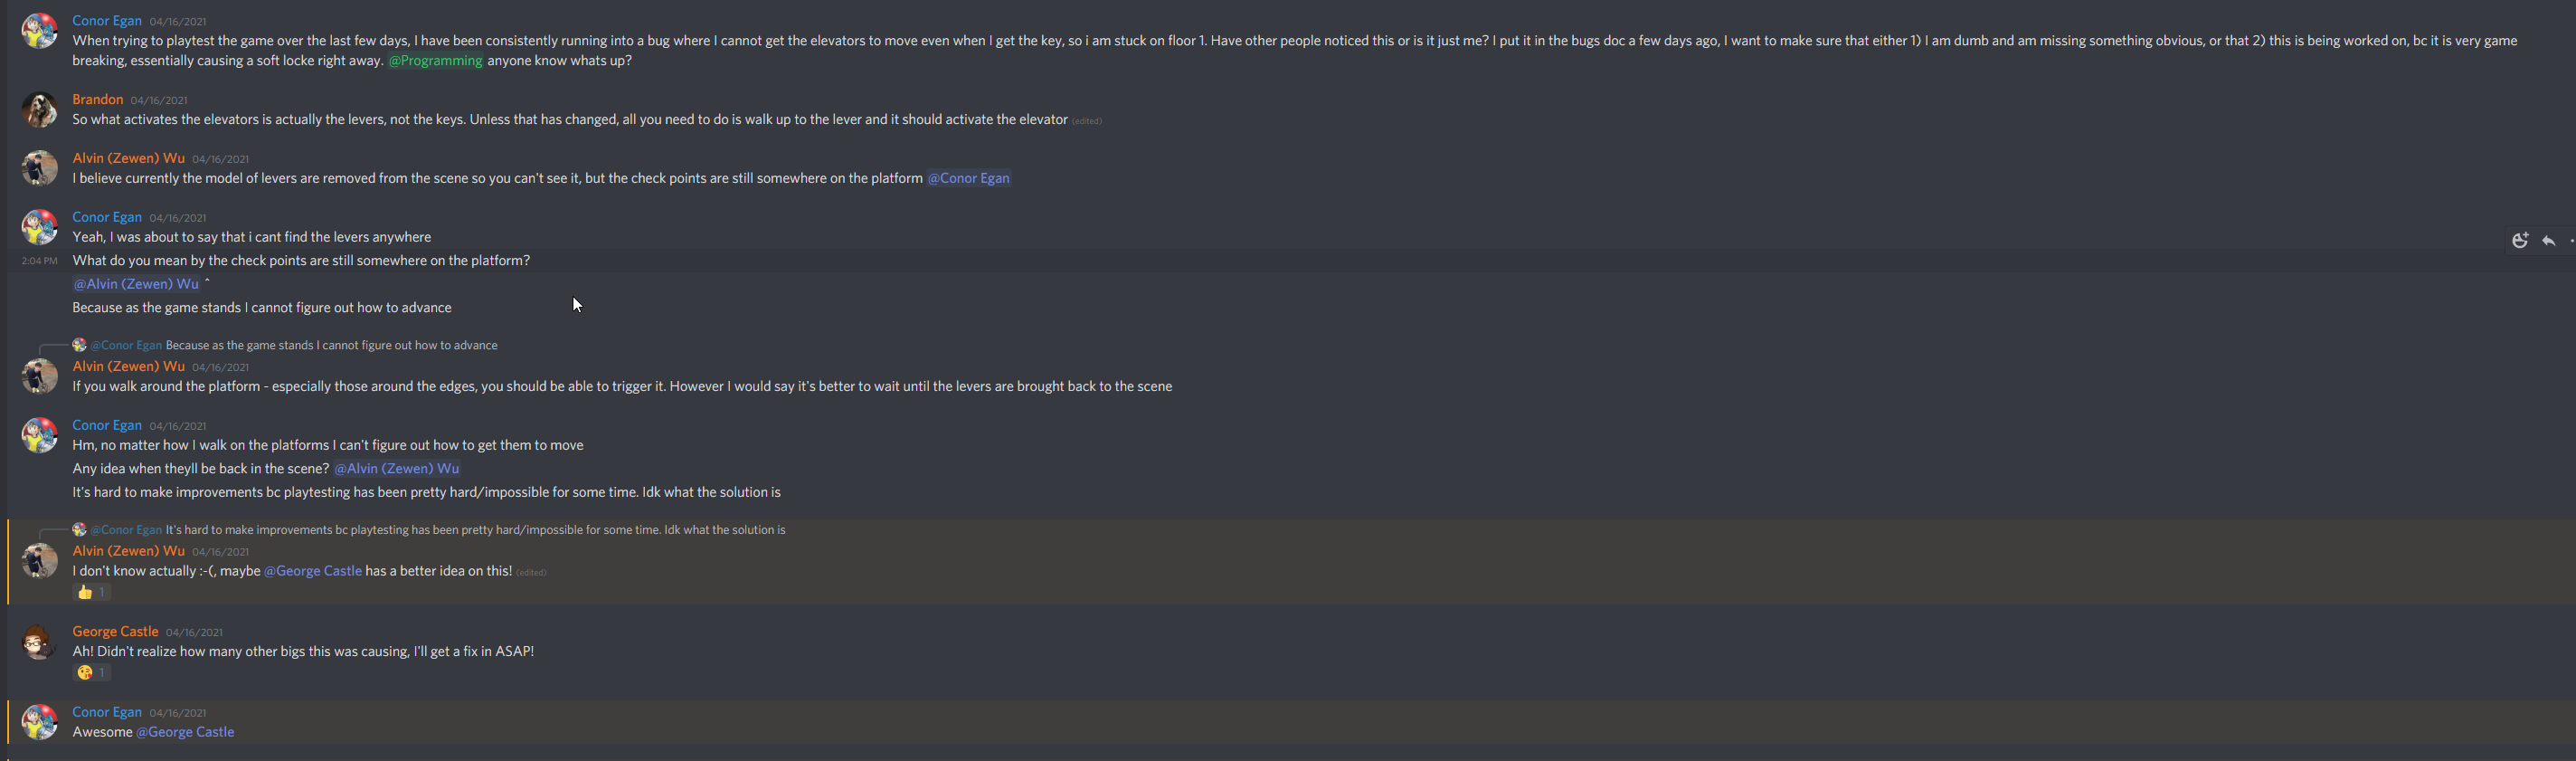 Conor Egan 04/16/2021
When trying to playtest the game over the last few days, I have been consistently running into a bug where I cannot get the elevators to move even when I get the key, so i am stuck on floor 1. Have other people noticed this or is it just me? I put it in the bugs doc a few days ago, I want to make sure that either 1) I am dumb and am missing something obvious, or that 2) this is being worked on, bc it is very game
breaking, essentially causing a soft locke right away. @Programming anyone know whats up?
Brandon 04/16/2021
So what activates the elevators is actually the levers, not the keys. Unless that has changed, all you need to do is walk up to the lever and it should activate the elevator (edited)
Alvin (Zewen) Wu 04/16/2021
I believe currently the model of levers are removed from the scene so you can't see it, but the check points are still somewhere on the platform @Conor Egan
Conor Egan 04/16/2021
Yeah, I was about to say that i cant find the levers anywhere
2:04 PM What do you mean by the check points are still somewhere on the platform?
@Alvin (Zewen) Wu ^
Because as the game stands I cannot figure out how to advance
@Conor Egan Because as the game stands I cannot figure out how to advance
Alvin (Zewen) Wu 04/16/2021
If you walk around the platform - especially those around the edges, you should be able to trigger it. However I would say it's better to wait until the levers are brought back to the scene
Conor Egan 04/16/2021
Hm, no matter how I walk on the platforms I can't figure out how to get them to move
Any idea when theyll be back in the scene? @Alvin (Zewen) Wu
It's hard to make improvements bc playtesting has been pretty hard/impossible for some time. Idk what the solution is
@Conor Egan It's hard to make improvements bc playtesting has been pretty hard/impossible for some time. Idk what the solution is
Alvin (Zewen) Wu 04/16/2021
I don't know actually :-(, maybe @George Castle has a better idea on this! (edited)
1
George Castle 04/16/2021
Ah! Didn't realize how many other bigs this was causing, I'll get a fix in ASAP!
1
Conor Egan 04/16/2021
Awesome @George Castle